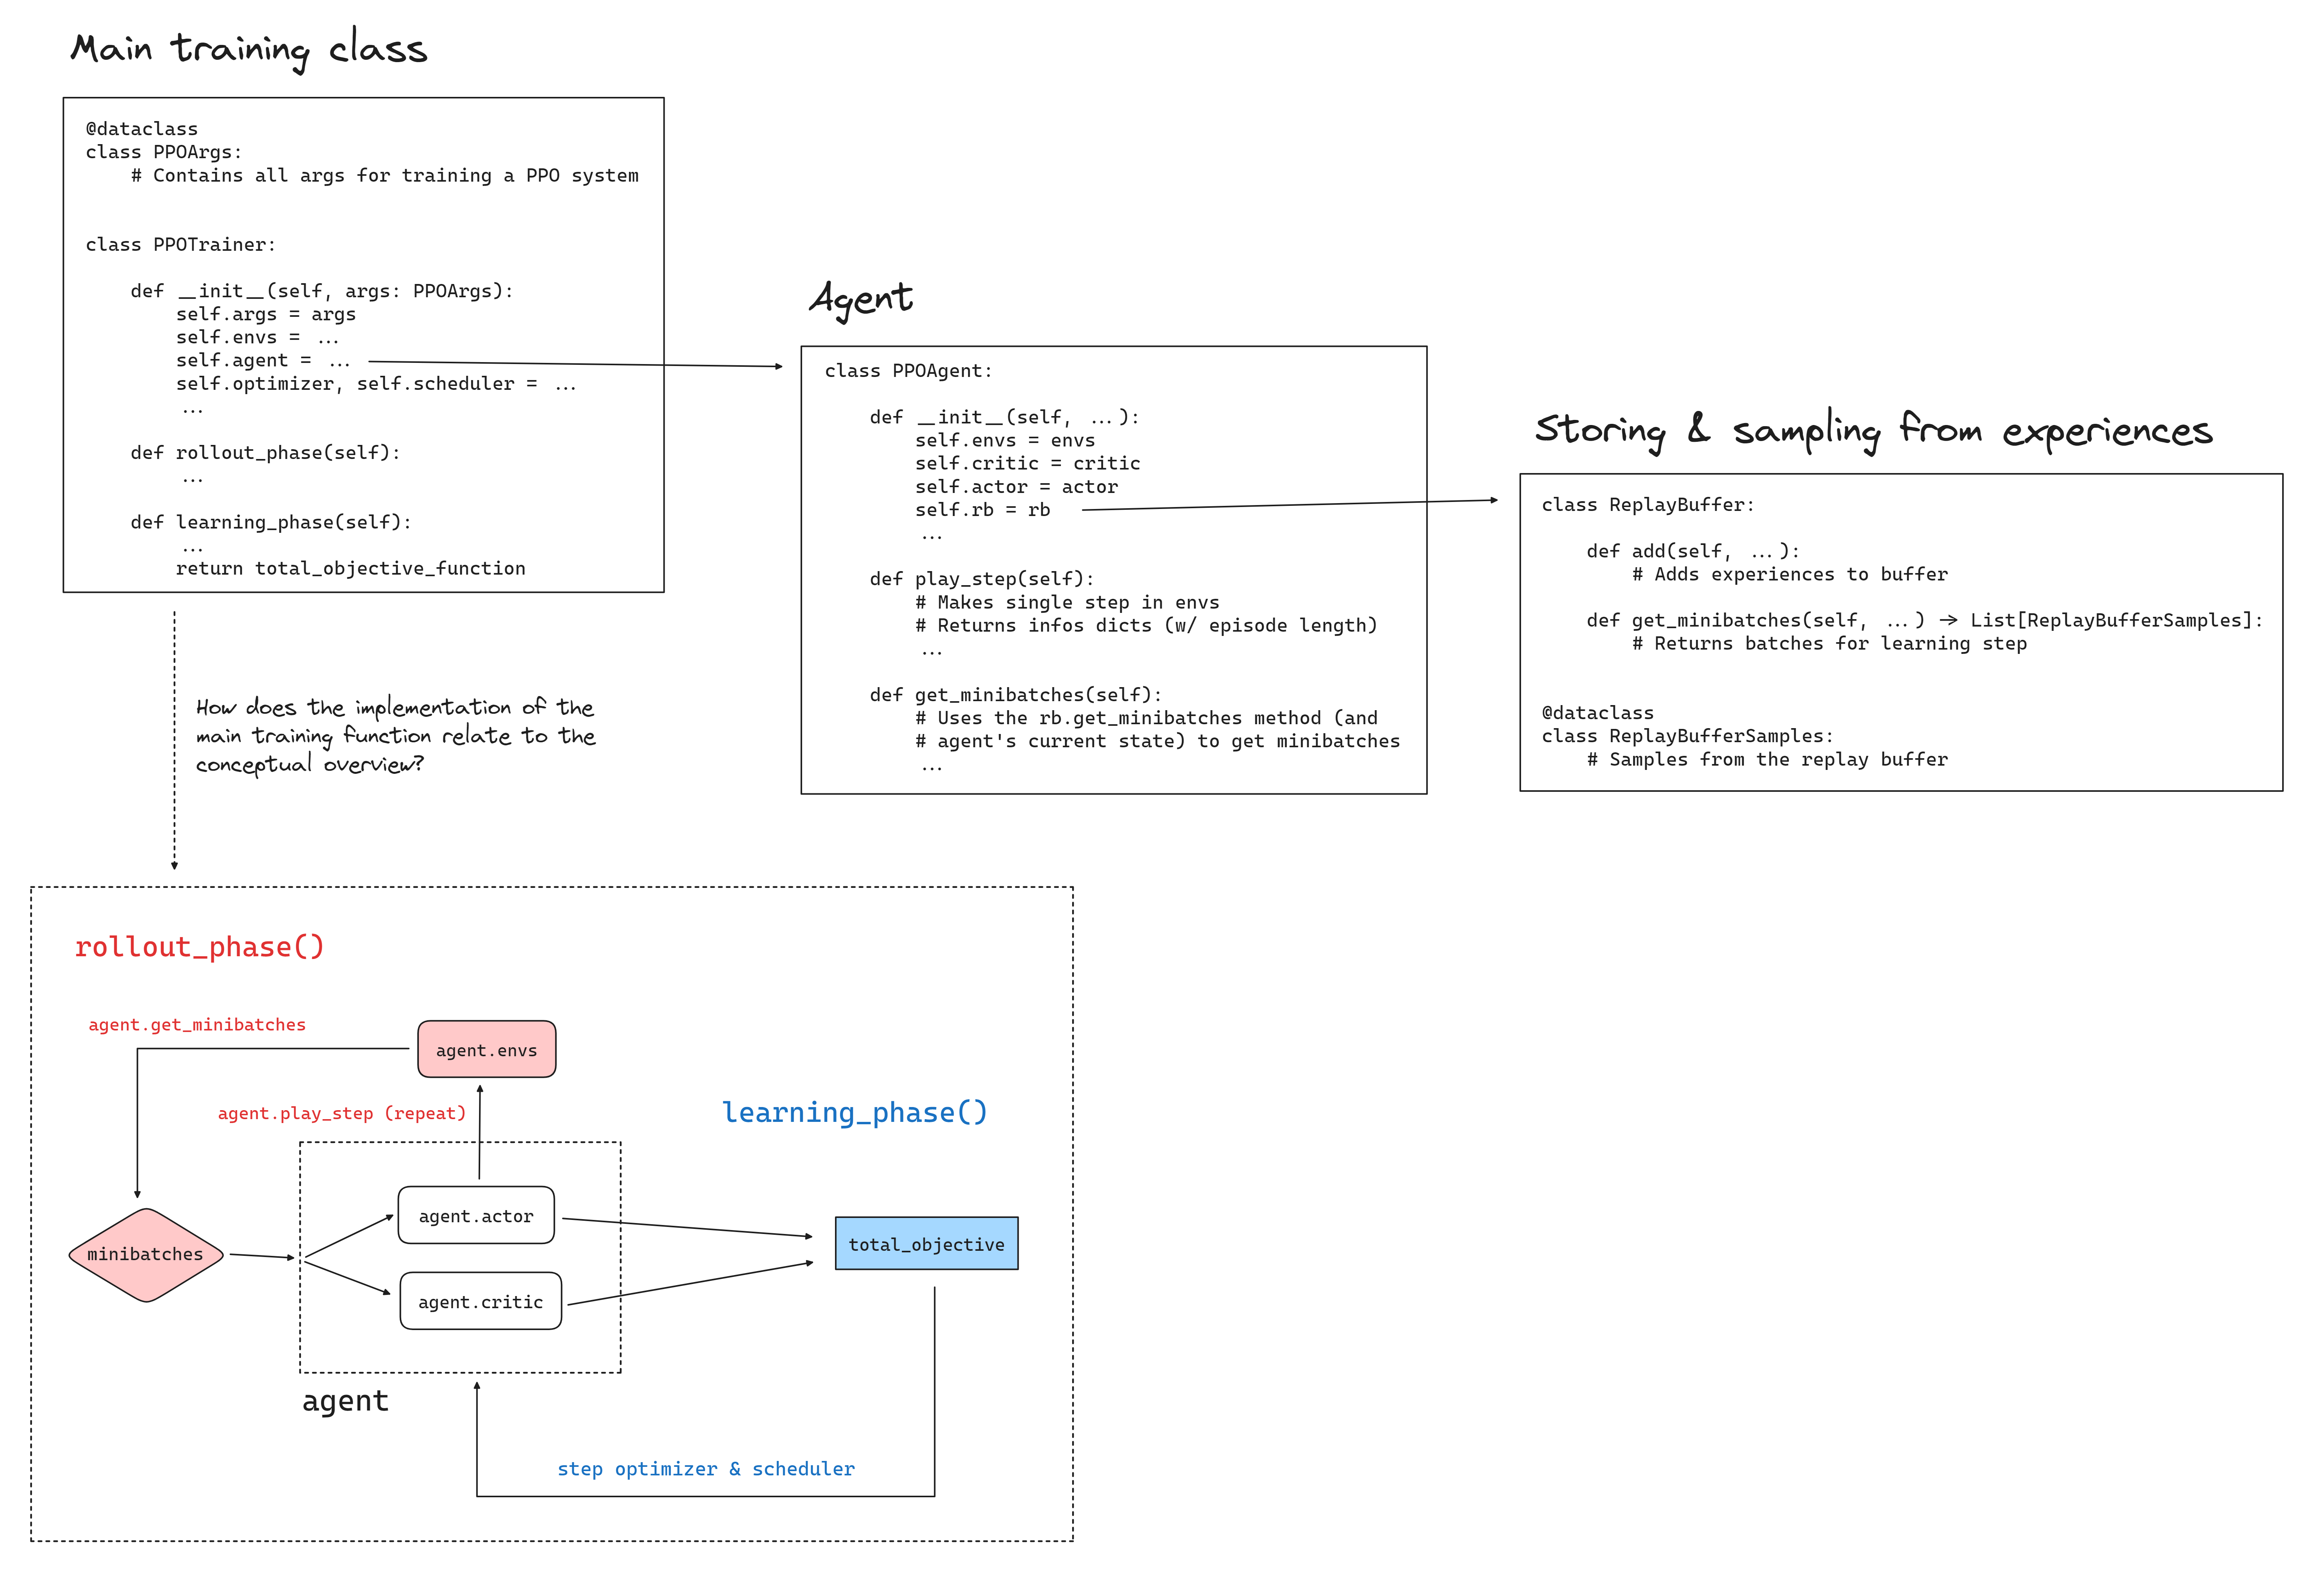 Main training class
@dataclass
class PPOArgs:
# Contains all args for training a PPO system
class PPOTrainer:
def __init__(self, args: PPOArgs):
self.args = args
self.envs = ...
self.agent = ...
self.optimizer, self.scheduler = ...
...
def rollout_phase(self):
...
def learning_phase(self):
...
return total_objective_function
Agent
class PPOAgent:
def __init__(self, ...):
self.envs = envs
self.critic = critic
self.actor = actor
self.rb = rb
...
def play_step(self):
# Makes single step in envs
# Returns infos dicts (w/ episode length)
...
def get_minibatches(self):
# Uses the rb.get_minibatches method (and
# agent's current state) to get minibatches
...
Storing & sampling from experiences
class ReplayBuffer:
def add(self, ...):
# Adds experiences to buffer
def get_minibatches(self, ...) -> List[ReplayBufferSamples]:
# Returns batches for learning step
@dataclass
class ReplayBufferSamples:
# Samples from the replay buffer
How does the implementation of the
main training function relate to the
conceptual overview?
rollout_phase()
agent.get_minibatches
agent.envs
agent.play_step (repeat)
learning_phase()
agent.actor
minibatches
total_objective
agent.critic
agent
step optimizer & scheduler